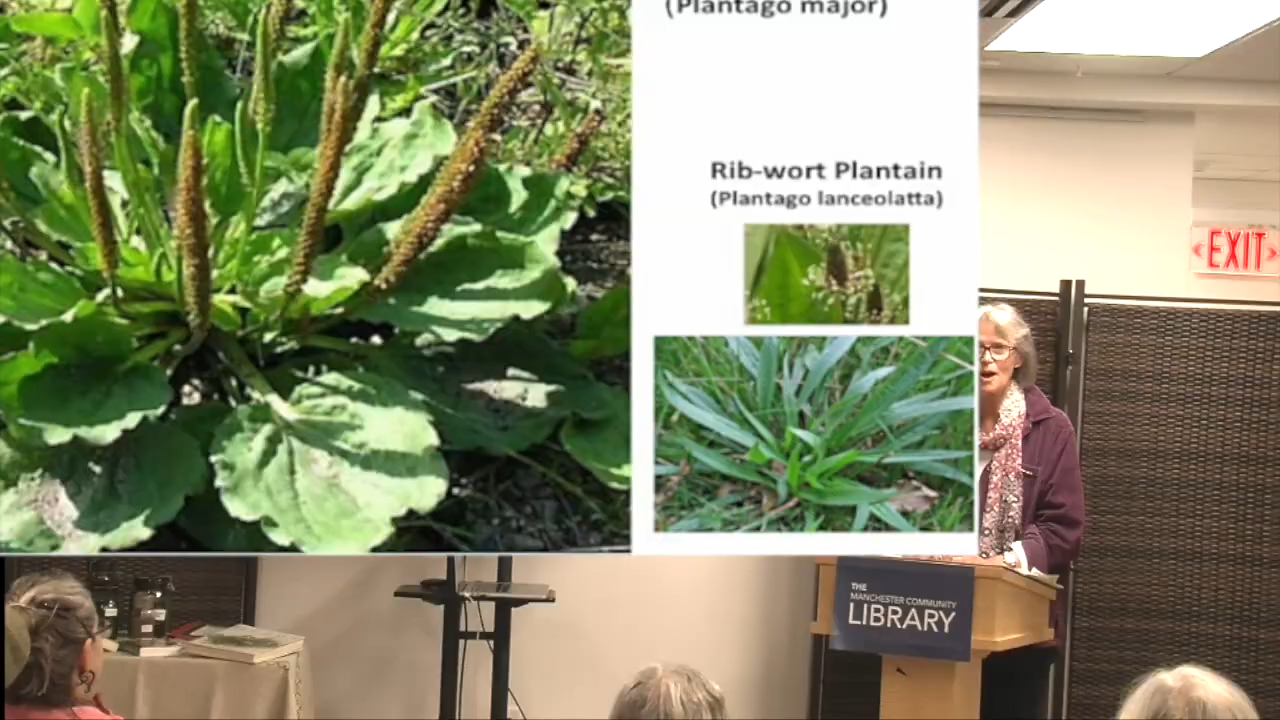 (Plantago major)
Rib-wort Plantain
(Plantago lanceolatta)
EXIT
THE
MANCHESTER COMMUNITY
LIBRARY